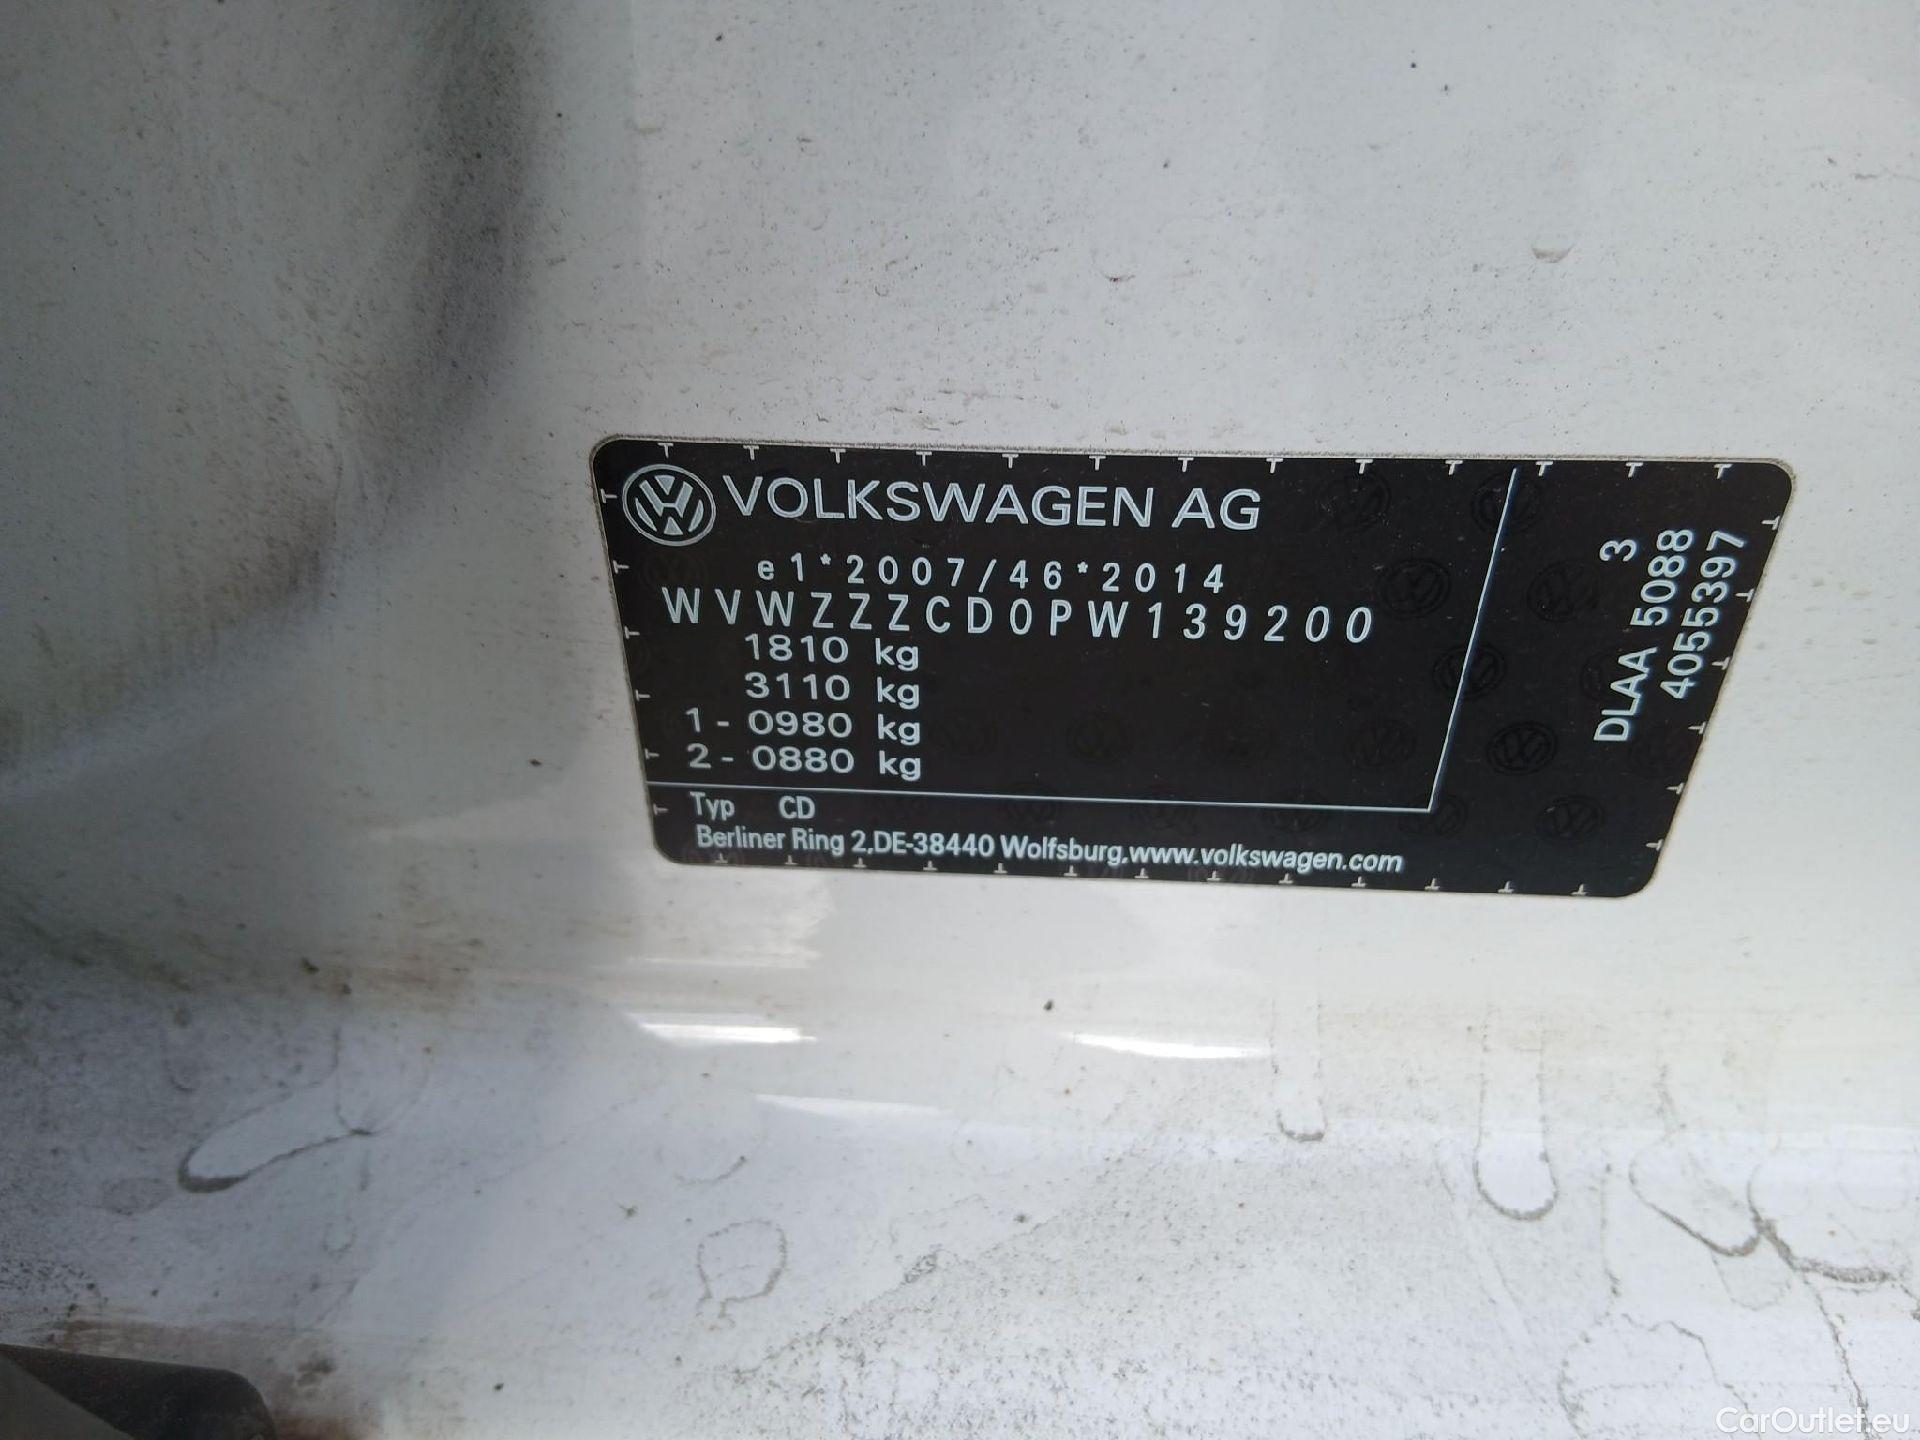 VOLKSWAGEN AG
e1*2007/46*2014
WVWZZZCD0PW139200
1810 kg
3110 kg
1 - 0980 kg
2 - 0880 kg
Typ CD
Berliner Ring 2,DE-38440 Wolfsburg,www.volkswagen.com
3
DLAA 5088
4055397
CarOutlet.eu